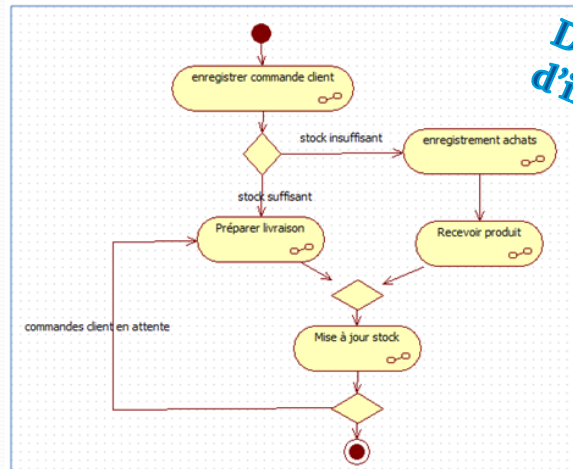 enregistrer commande client
stock insuffisant
enregistrement achats
stock suffisant
Préparer livraison
Recevoir produit
commandes client en attente
Mise à jour stock